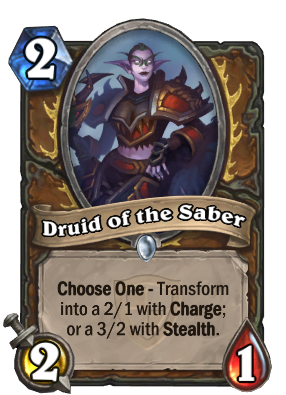 2
Druid of the Saber
Choose One - Transform
into a 2/1 with Charge;
or a 3/2 with Stealth.
2
1